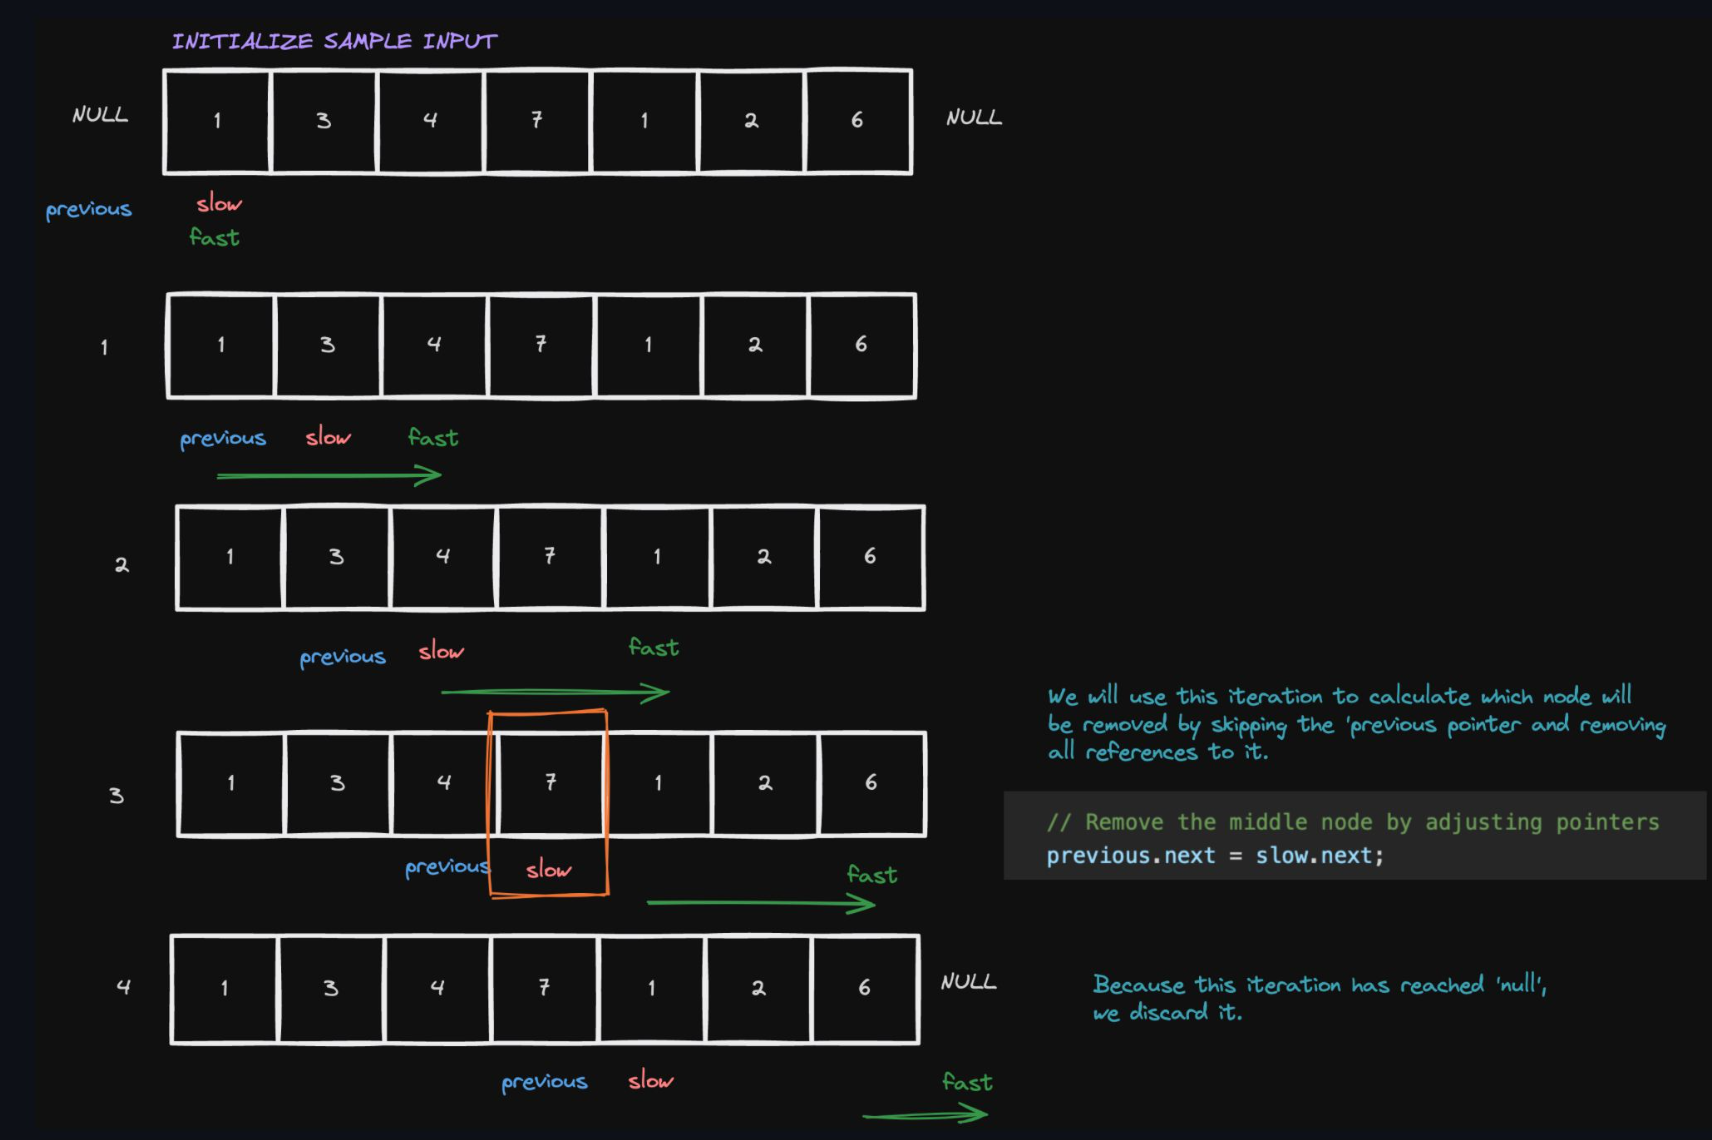 INITIALIZE SAMPLE INPUT
NULL 1 3 4 7 1 2 6 NULL
previous slow
fast
1 1 3 4 7 1 2 6
previous slow fast
2 1 3 4 7 1 2 6
previous slow fast
We will use this iteration to calculate which node will
be removed by skipping the 'previous pointer and removing
all references to it.
3 1 3 4 7 1 2 6
// Remove the middle node by adjusting pointers
previous.next = slow.next;
previous slow fast
4 1 3 4 7 1 2 6 NULL
Because this iteration has reached 'null',
we discard it.
previous slow fast